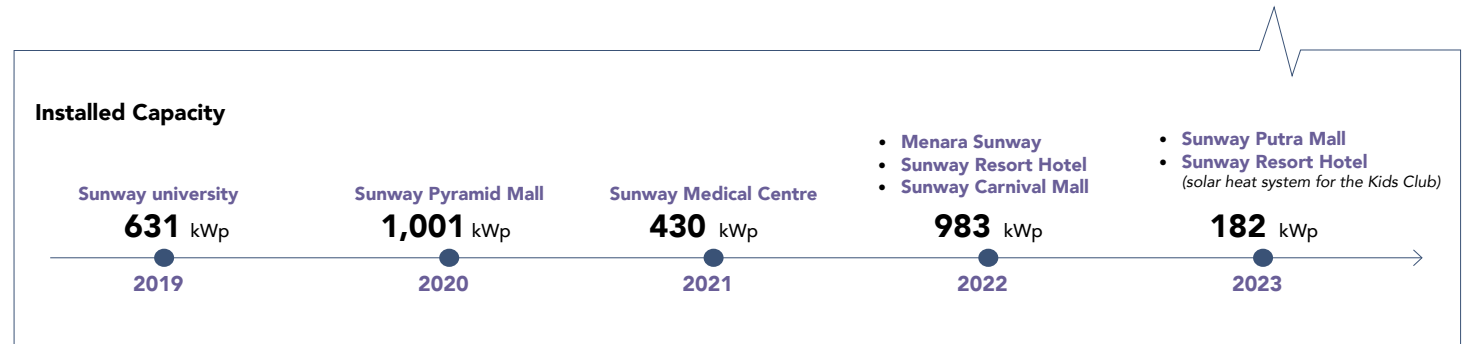 Installed Capacity
Sunway university
631 kWp
2019
Sunway Pyramid Mall
1,001 kWp
2020
Sunway Medical Centre
430 kWp
2021
• Menara Sunway
• Sunway Resort Hotel
• Sunway Carnival Mall
983 kWp
2022
• Sunway Putra Mall
• Sunway Resort Hotel
(solar heat system for the Kids Club)
182 kWp
2023